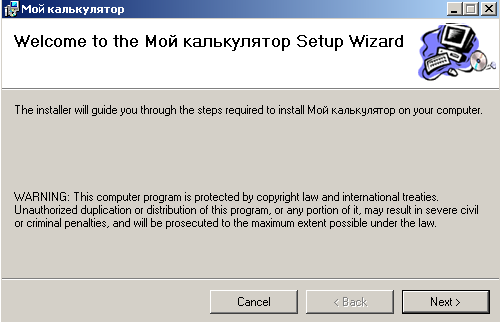 Мой калькулятор
Welcome to the Мой калькулятор Setup Wizard
The installer will guide you through the steps required to install Мой калькулятор on your computer.
WARNING: This computer program is protected by copyright law and international treaties.
Unauthorized duplication or distribution of this program, or any portion of it, may result in severe civil
or criminal penalties, and will be prosecuted to the maximum extent possible under the law.
Cancel
< Back
Next >